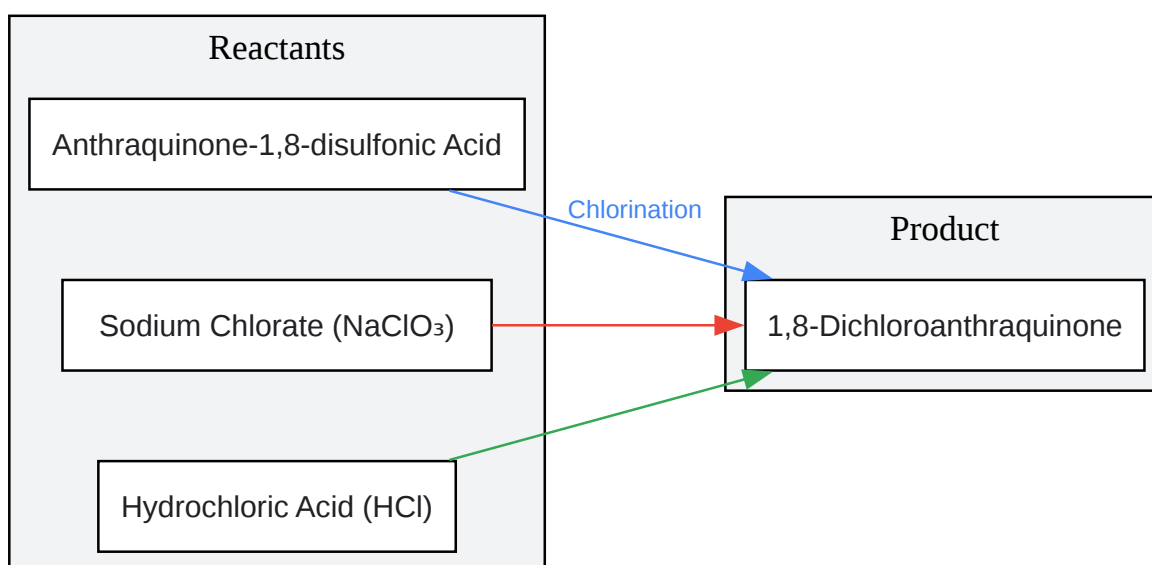 Reactants
Anthraquinone-1,8-disulfonic Acid
Chlorination
Product
Sodium Chlorate (NaClO₃)
1,8-Dichloroanthraquinone
Hydrochloric Acid (HCl)